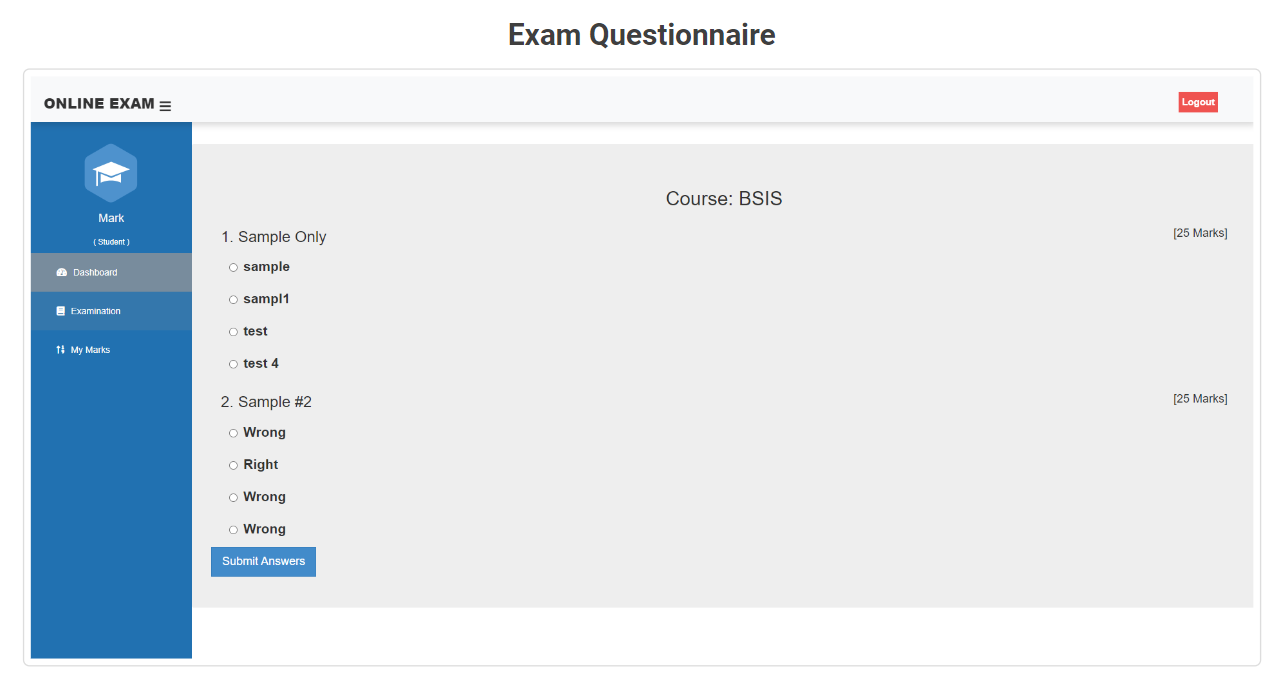 Exam Questionnaire
ONLINE EXAM
Logout
Mark
( Student )
Dashboard
Examination
My Marks
Course: BSIS
1. Sample Only [25 Marks]
sample
sampl1
test
test 4
2. Sample #2 [25 Marks]
Wrong
Right
Wrong
Wrong
Submit Answers